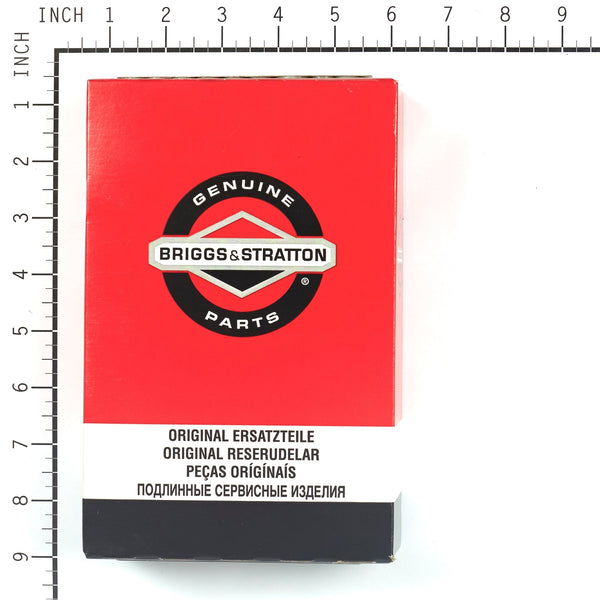 INCH 1 2 3 4 5 6 7 8 9
INCH 1 2 3 4 5 6 7 8 9
GENUINE
BRIGGS & STRATTON
®
PARTS
ORIGINAL ERSATZTEILE
ORIGINAL RESERUDELAR
PEÇAS ORÍGÍNAÍS
ПОДЛИННЫЕ СЕРВИСНЫЕ ИЗДЕЛИЯ